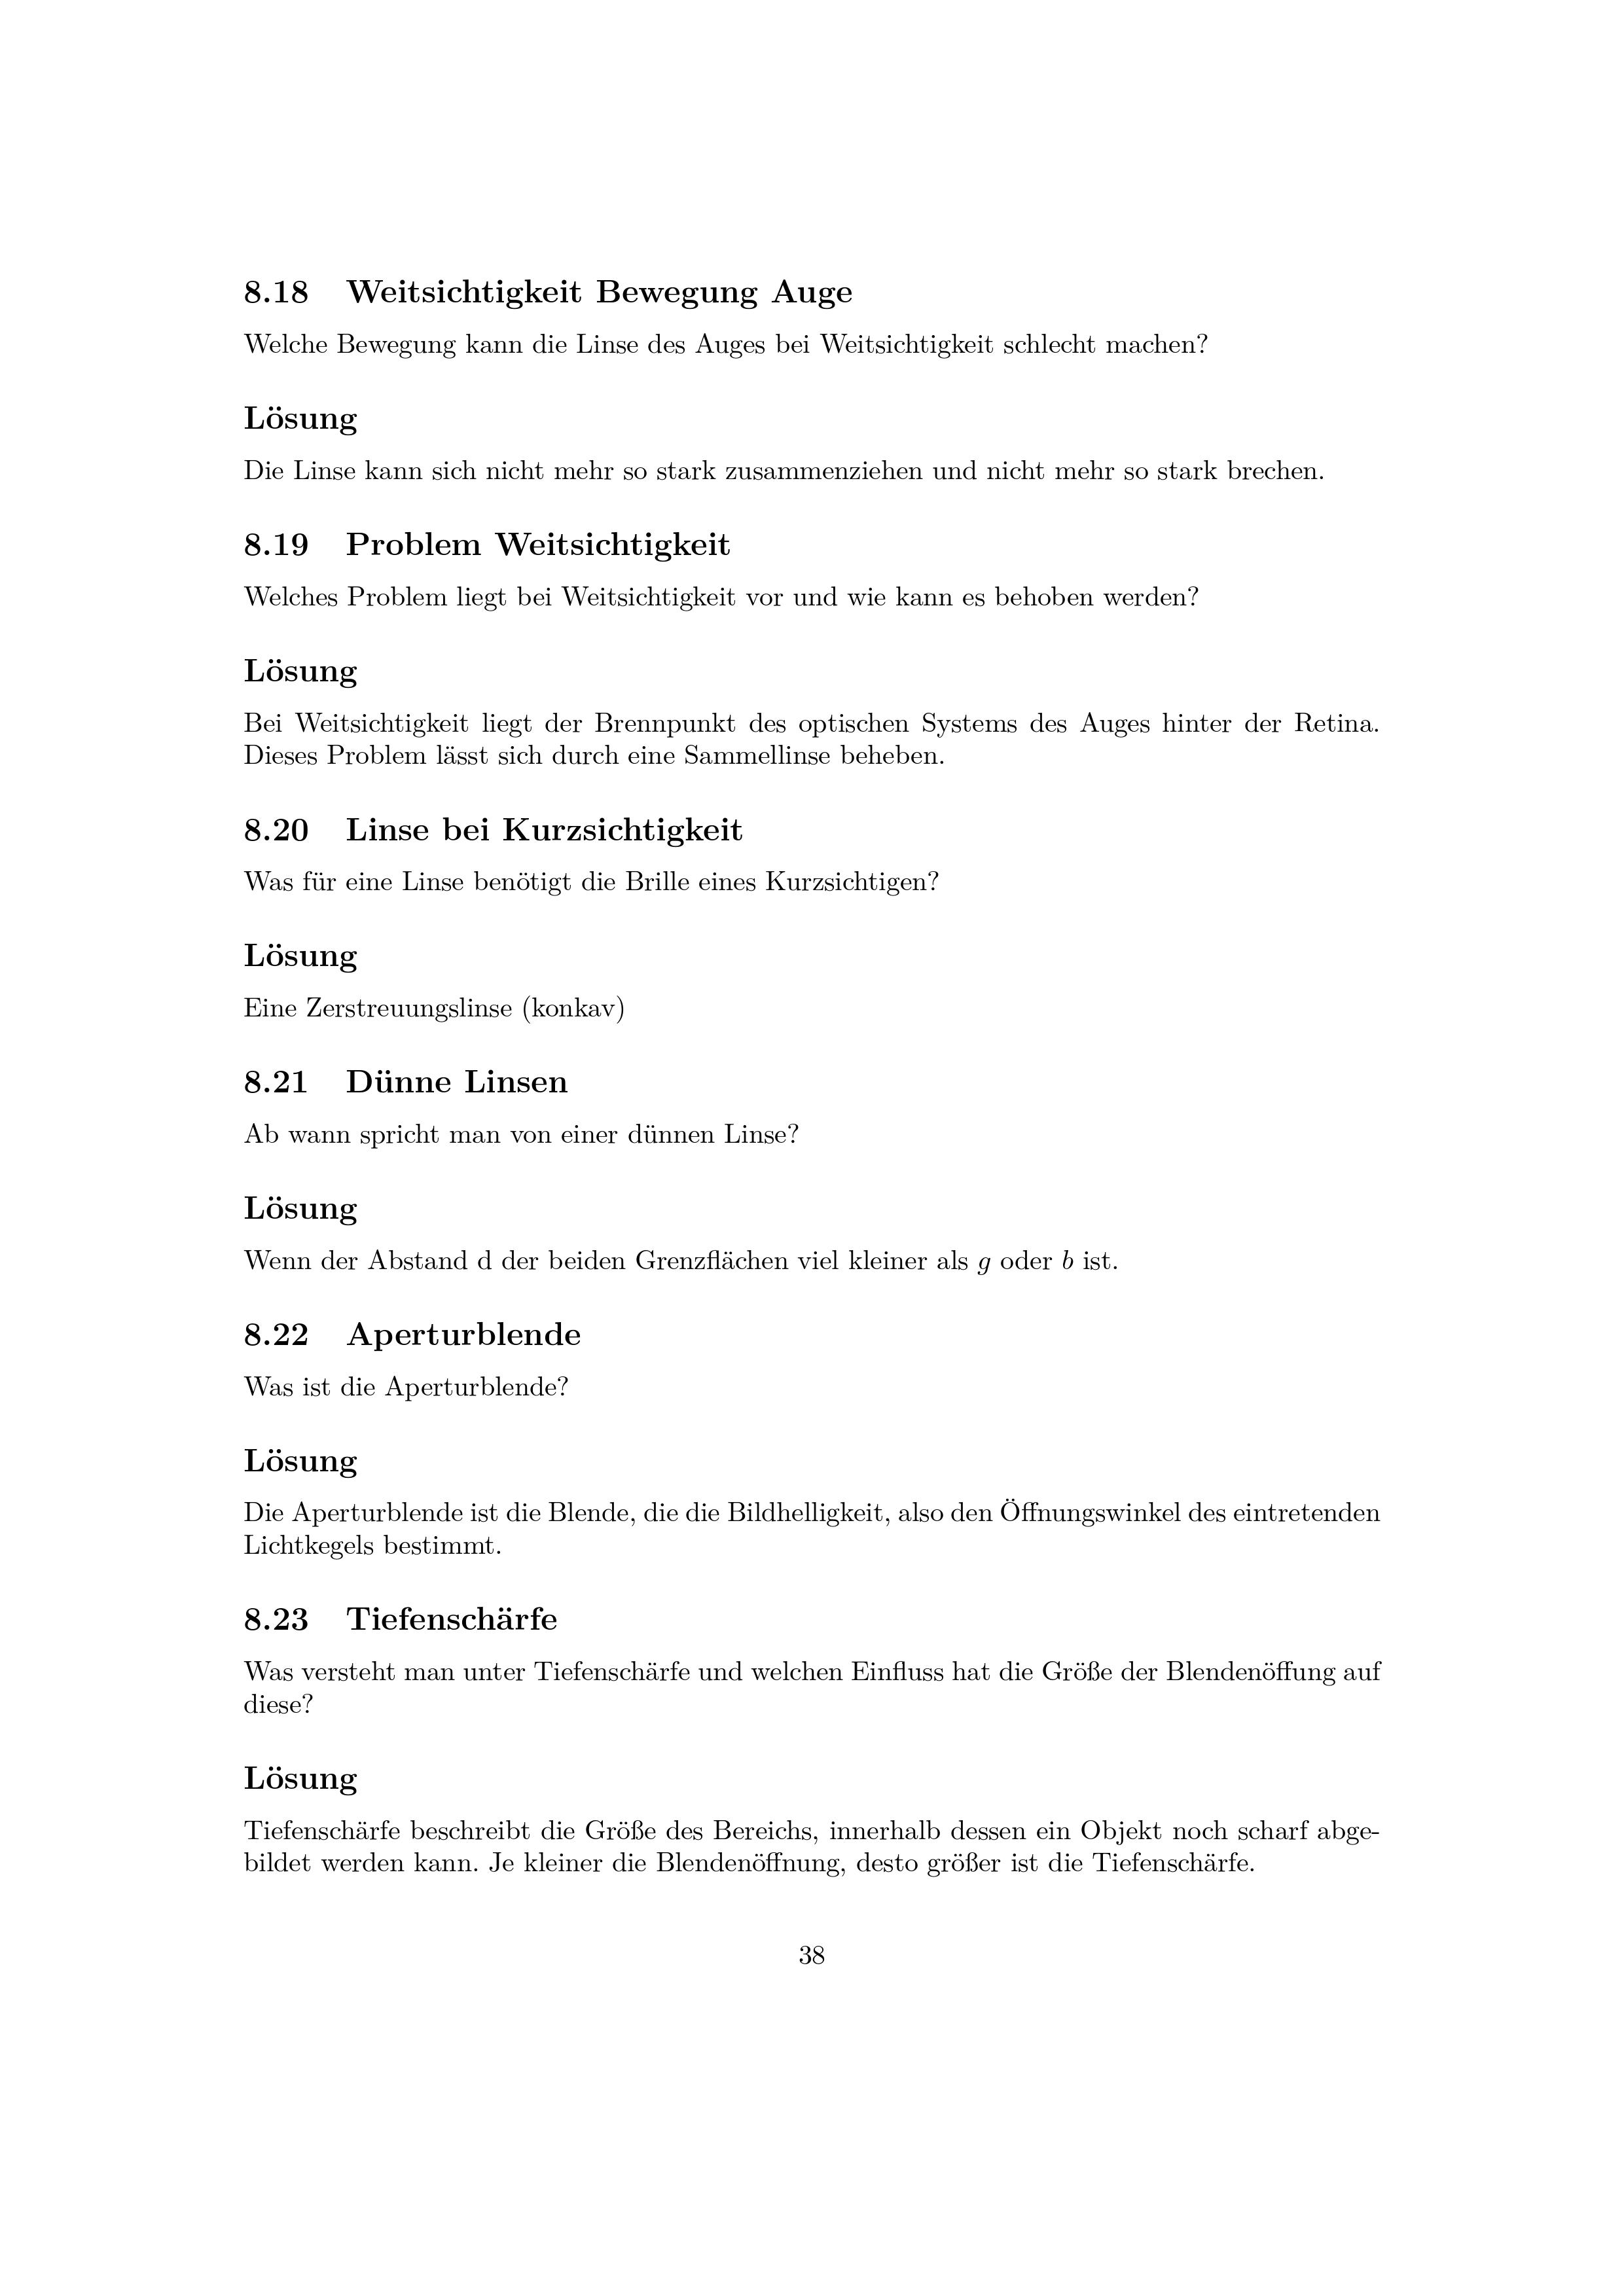 8.18 Weitsichtigkeit Bewegung Auge
Welche Bewegung kann die Linse des Auges bei Weitsichtigkeit schlecht machen?
Lösung
Die Linse kann sich nicht mehr so stark zusammenziehen und nicht mehr so stark brechen.
8.19 Problem Weitsichtigkeit
Welches Problem liegt bei Weitsichtigkeit vor und wie kann es behoben werden?
Lösung
Bei Weitsichtigkeit liegt der Brennpunkt des optischen Systems des Auges hinter der Retina.
Dieses Problem lässt sich durch eine Sammellinse beheben.
8.20 Linse bei Kurzsichtigkeit
Was für eine Linse benötigt die Brille eines Kurzsichtigen?
Lösung
Eine Zerstreuungslinse (konkav)
8.21 Dünne Linsen
Ab wann spricht man von einer dünnen Linse?
Lösung
Wenn der Abstand d der beiden Grenzflächen viel kleiner als g oder b ist.
8.22 Aperturblende
Was ist die Aperturblende?
Lösung
Die Aperturblende ist die Blende, die die Bildhelligkeit, also den Öffnungswinkel des eintretenden
Lichtkegels bestimmt.
8.23 Tiefenschärfe
Was versteht man unter Tiefenschärfe und welchen Einfluss hat die Größe der Blendenöffung auf
diese?
Lösung
Tiefenschärfe beschreibt die Größe des Bereichs, innerhalb dessen ein Objekt noch scharf abge-
bildet werden kann. Je kleiner die Blendenöffnung, desto größer ist die Tiefenschärfe.
38